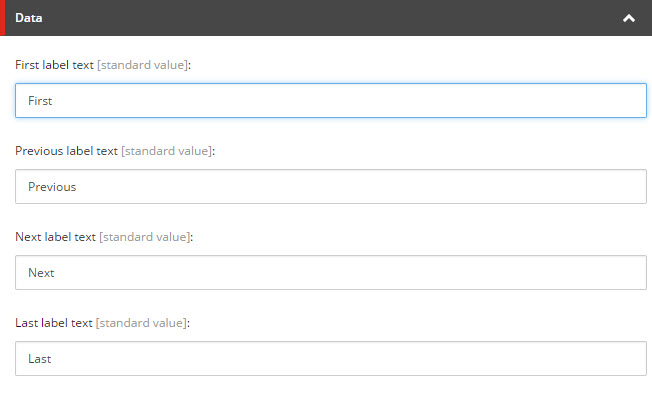 Data
First label text [standard value]:
First
Previous label text [standard value]:
Previous
Next label text [standard value]:
Next
Last label text [standard value]:
Last